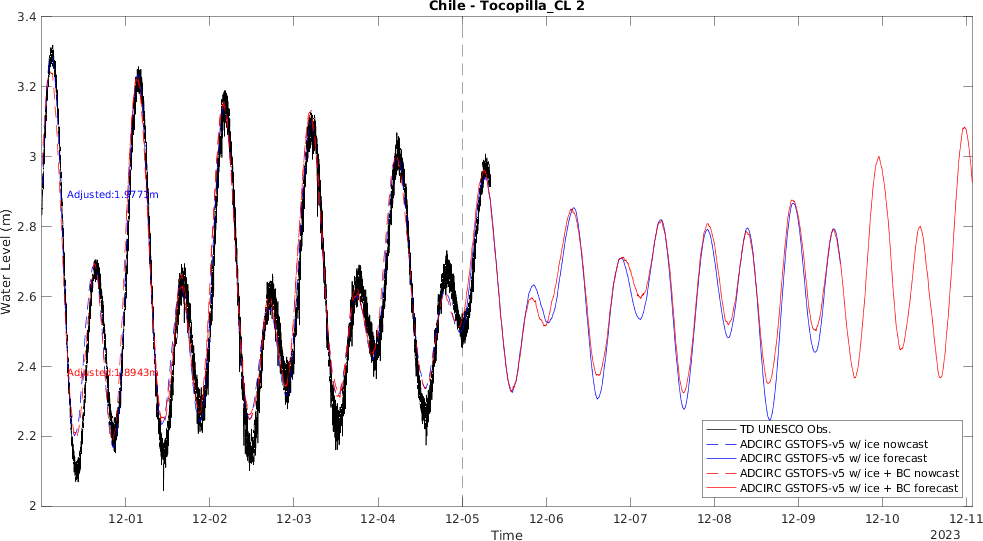 Chile - Tocopilla_CL 2
3.4
3.2
3
2.8
2.6
2.4
2.2
2
Water Level (m)
Adjusted:1.9771m
Adjusted:1.8943m
TD UNESCO Obs.
ADCIRC GSTOFS-v5 w/ ice nowcast
ADCIRC GSTOFS-v5 w/ ice forecast
ADCIRC GSTOFS-v5 w/ ice + BC nowcast
ADCIRC GSTOFS-v5 w/ ice + BC forecast
12-01 12-02 12-03 12-04 12-05 12-06 12-07 12-08 12-09 12-10 12-11
Time
2023